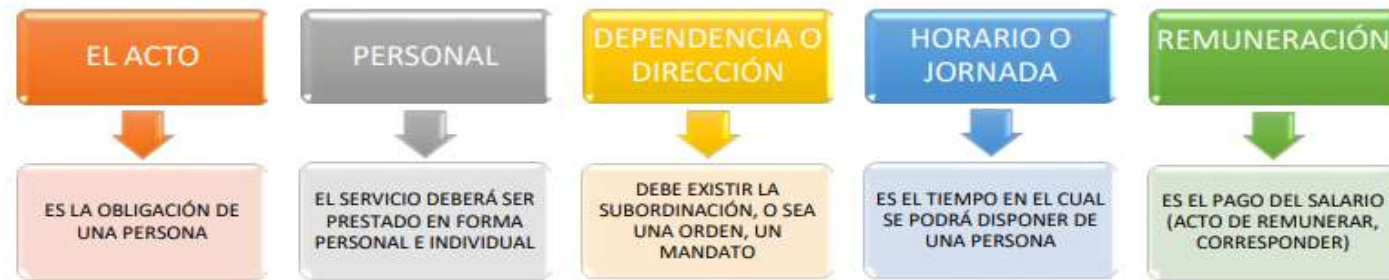 EL ACTO
ES LA OBLIGACIÓN DE
UNA PERSONA
PERSONAL
EL SERVICIO DEBERÁ SER
PRESTADO EN FORMA
PERSONAL E INDIVIDUAL
DEPENDENCIA O
DIRECCIÓN
DEBE EXISTIR LA
SUBORDINACIÓN, O SEA
UNA ORDEN, UN
MANDATO
HORARIO O
JORNADA
ES EL TIEMPO EN EL CUAL
SE PODRÁ DISPONER DE
UNA PERSONA
REMUNERACIÓN
ES EL PAGO DEL SALARIO
(ACTO DE REMUNERAR,
CORRESPONDER)